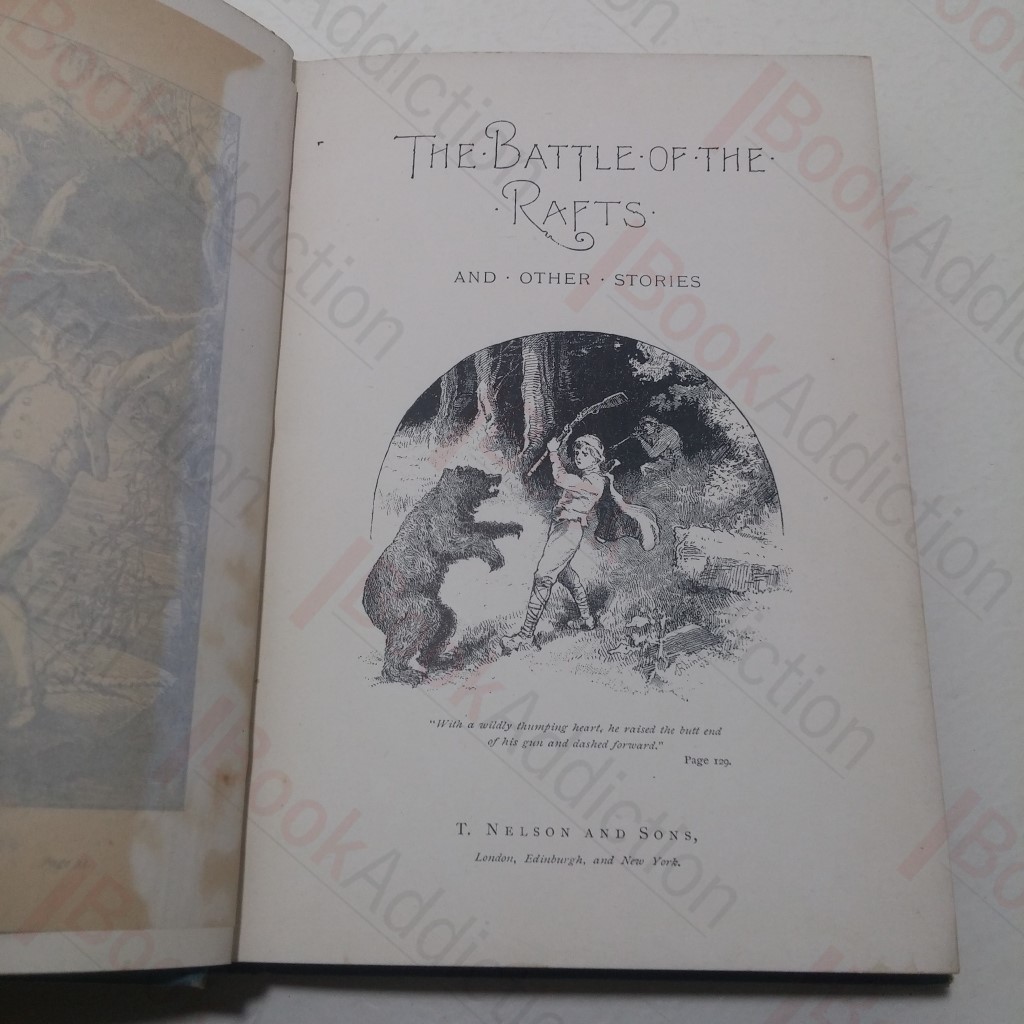 THE · BATTLE · OF · THE ·
· RAFTS ·
AND · OTHER · STORIES
"With a wildly thumping heart, he raised the butt end
of his gun and dashed forward."
Page 129.
T. NELSON AND SONS,
London, Edinburgh, and New York.
BookAddiction